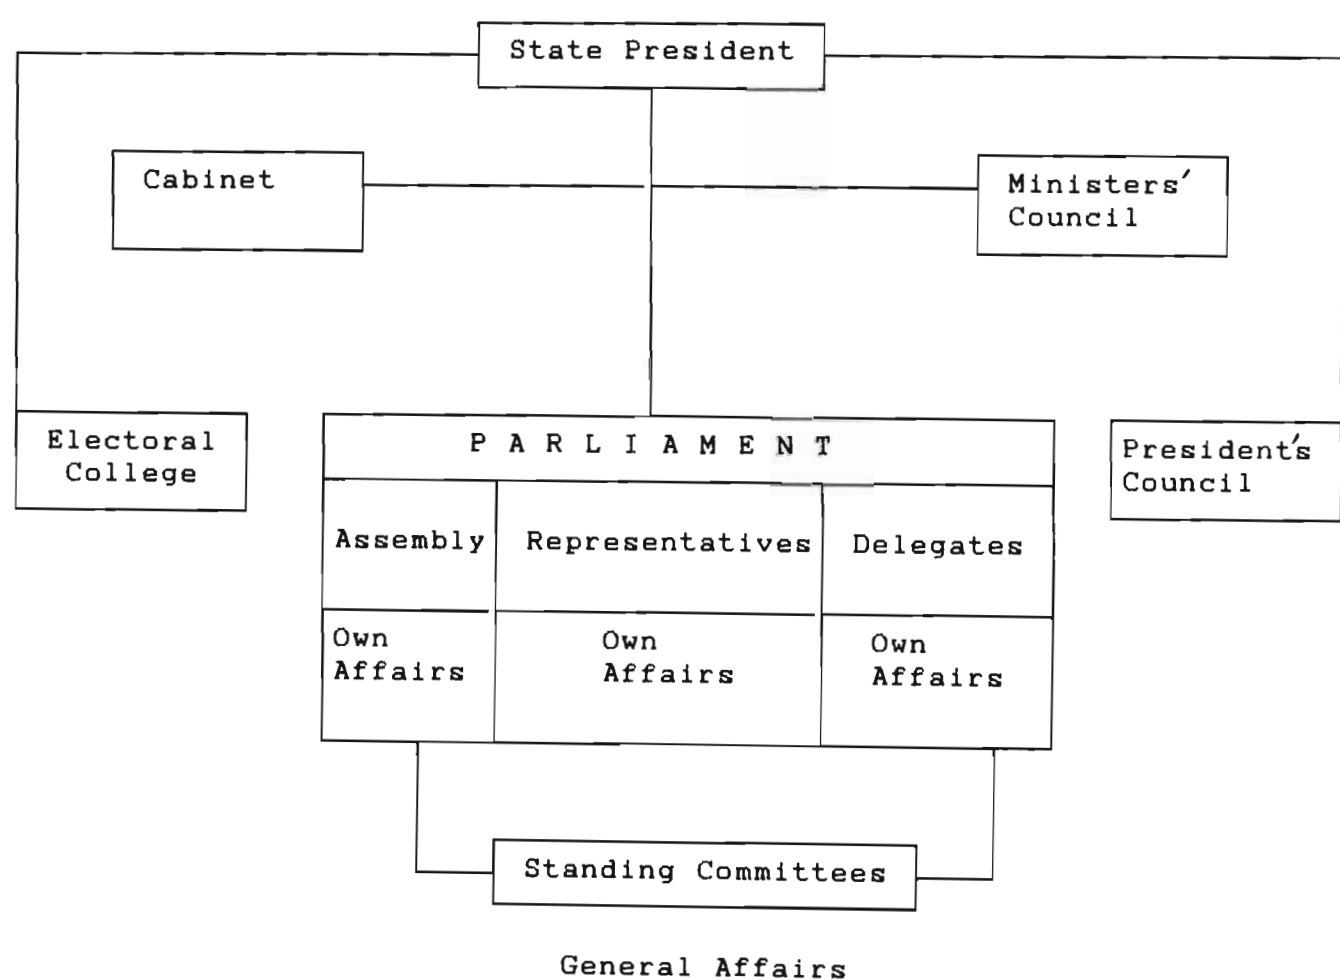 State President
Cabinet
Ministers'
Council
Electoral
College
PARLIAMENT
President's
Council
Assembly
Representatives
Delegates
Own
Affairs
Own
Affairs
Own
Affairs
Standing Committees
General Affairs